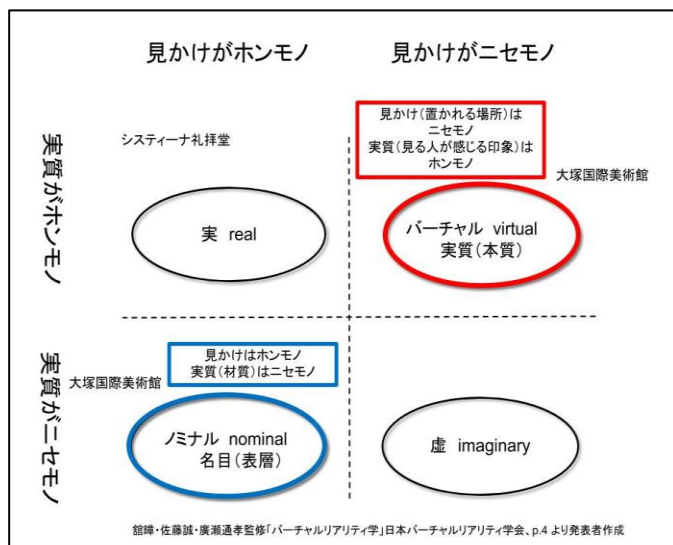 見かけがホンモノ
見かけがニセモノ
実質がホンモノ
システィーナ礼拝堂
実 real
見かけ(置かれる場所)は
ニセモノ
実質(見る人が感じる印象)は
ホンモノ
大塚国際美術館
バーチャル virtual
実質(本質)
実質がニセモノ
見かけはホンモノ
実質(材質)はニセモノ
大塚国際美術館
ノミナル nominal
名目(表層)
虚 imaginary
舘暲・佐藤誠・廣瀬通孝監修「バーチャルリアリティ学」日本バーチャルリアリティ学会、p.4 より発表者作成